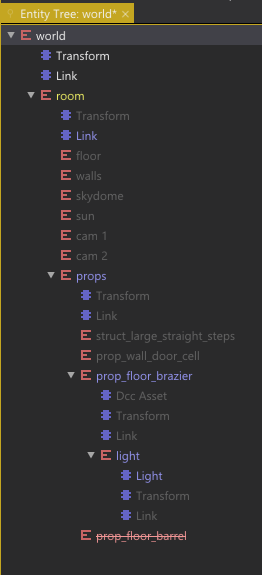 Entity Tree: world*
world
Transform
Link
room
Transform
Link
floor
walls
skydome
sun
cam 1
cam 2
props
Transform
Link
struct_large_straight_steps
prop_wall_door_cell
prop_floor_brazier
Dcc Asset
Transform
Link
light
Light
Transform
Link
prop_floor_barrel